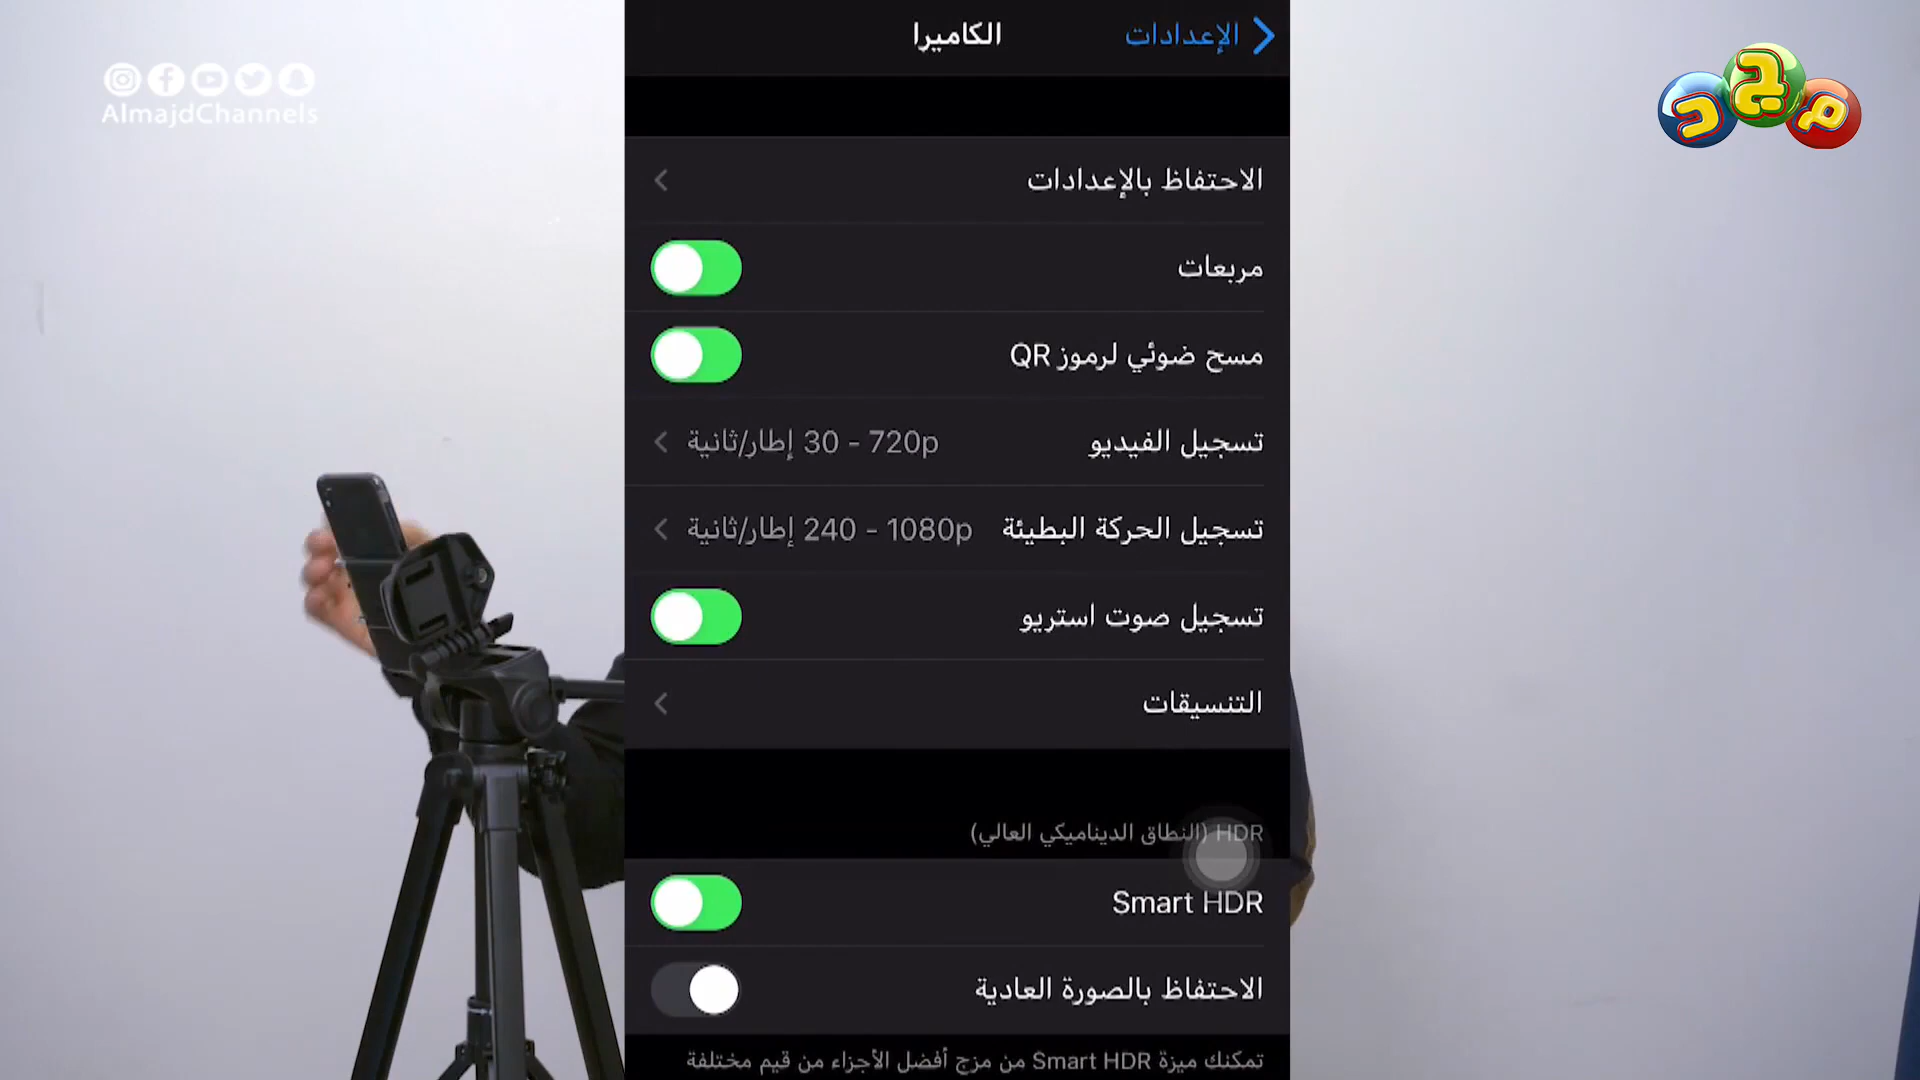 AlmajdChannels
مجد
الإعدادات
الكاميرا
الاحتفاظ بالإعدادات
مربعات
مسح ضوئي لرموز QR
تسجيل الفيديو 720p - 30 إطار/ثانية
تسجيل الحركة البطيئة 1080p - 240 إطار/ثانية
تسجيل صوت استريو
التنسيقات
HDR (النطاق الديناميكي العالي)
Smart HDR
الاحتفاظ بالصورة العادية
تمكنك ميزة Smart HDR من مزج أفضل الأجزاء من قيم مختلفة